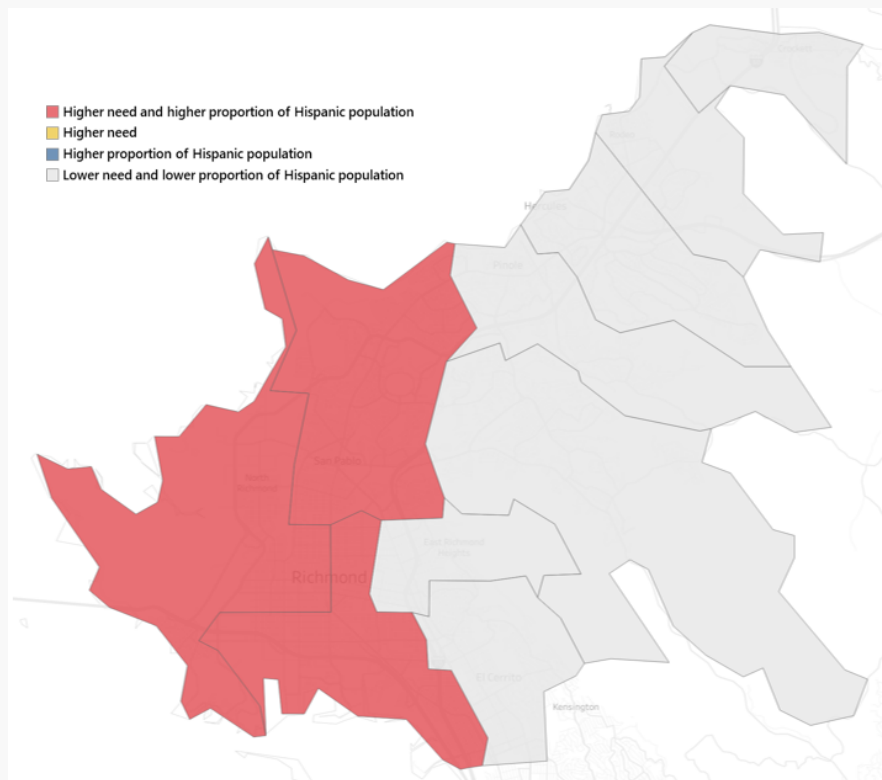 Higher need and higher proportion of Hispanic population
Higher need
Higher proportion of Hispanic population
Lower need and lower proportion of Hispanic population
Pinole
San Pablo
North
Richmond
East Richmond
Heights
Richmond
El Cerrito
Kensington